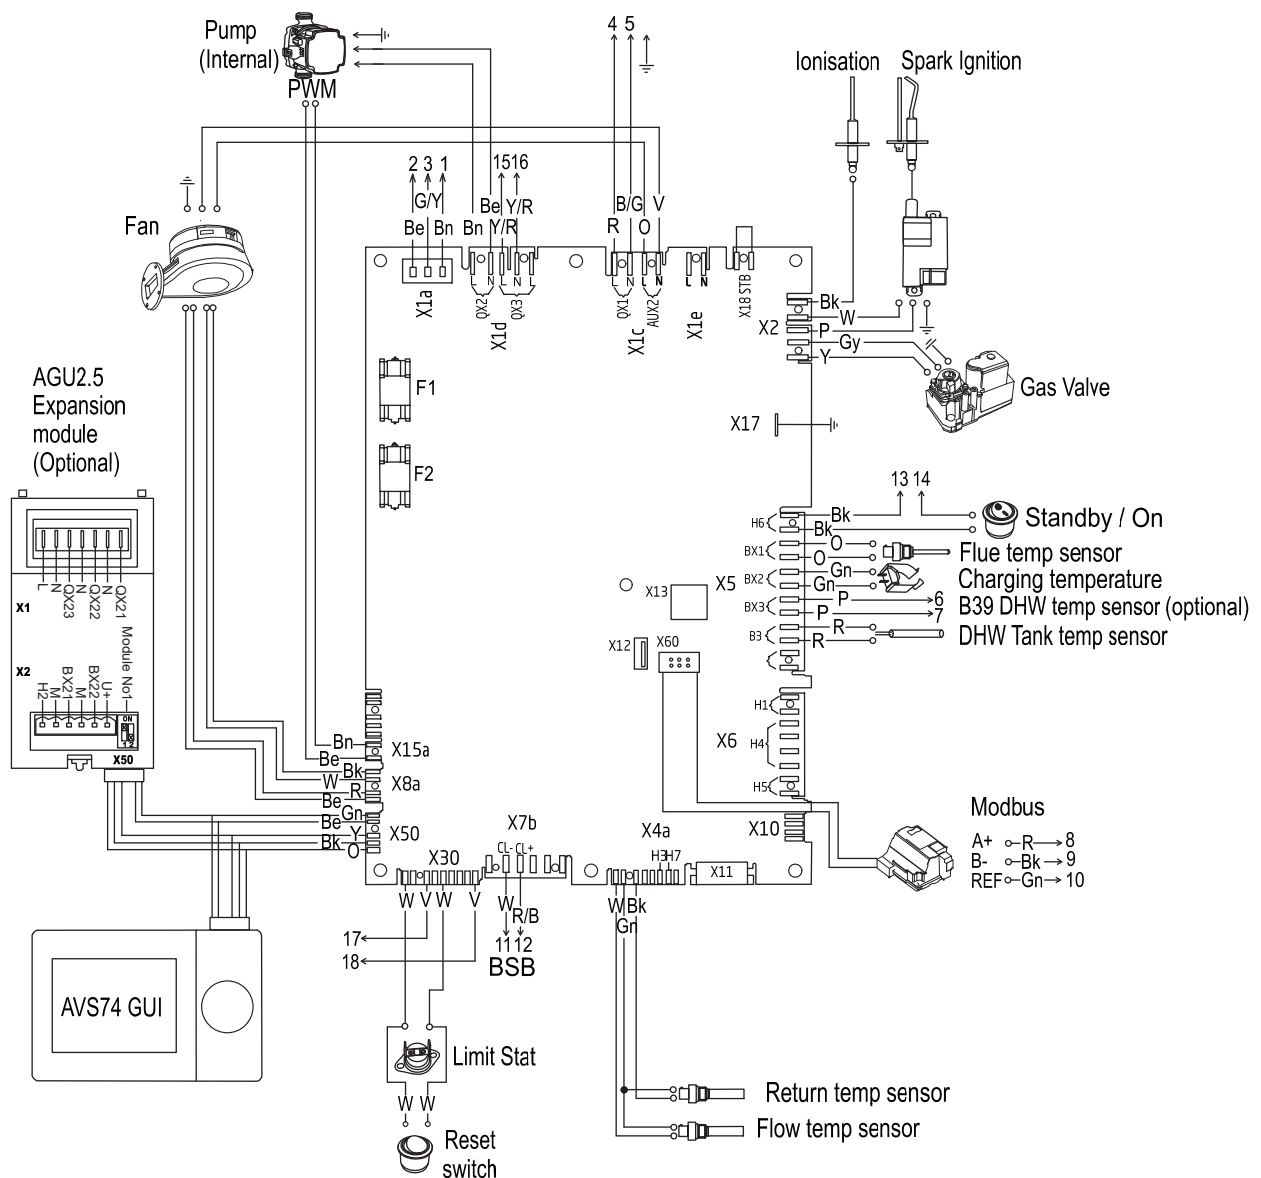 Pump
(Internal)
PWM
4 5
Ionisation
Spark Ignition
2 3 1
G/Y
Be
Bn
Bn
Be
1516
Y/R
Y/R
R
B/G
O
V
Fan
L
N
L
N
QX2
QX3
X1a
X1d
L
N
L
N
QX1
AUX2
X1c
L
N
X1e
X18 STB
X2
Bk
W
P
Gy
Y
Gas Valve
F1
F2
X17
AGU2.5
Expansion
module
(Optional)
X1
L
N
QX23
N
QX22
N
QX21
Module No1
X2
H2
M
BX21
M
BX22
U+
ON
1 2
X50
13 14
H6
Bk
Bk
Standby / On
BX1
O
O
Flue temp sensor
BX2
Gn
Gn
Charging temperature
X5
X13
BX3
P
P
6
7
B39 DHW temp sensor (optional)
B3
R
R
DHW Tank temp sensor
X12
X60
H1
X6
H4
H5
X10
Bn
Be
X15a
Bk
W
R
Be
X8a
Gn
Be
Y
Bk
O
X50
X30
X7b
CL-
CL+
X4a
H3H7
X11
Modbus
A+
R
8
B-
Bk
9
REF
Gn
10
W
V
W
V
W
R/B
W
Bk
Gn
17
18
11 12
BSB
AVS74 GUI
Limit Stat
W
W
Reset
switch
Return temp sensor
Flow temp sensor